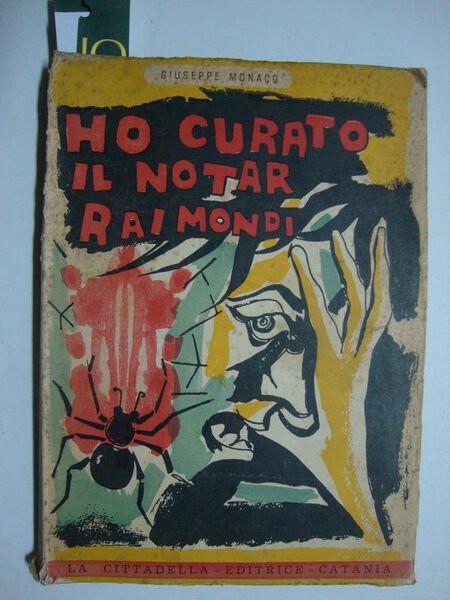 GIUSEPPE MONACO
HO CURATO
IL NOTAR
RAIMONDI
LA CITTADELLA - EDITRICE - CATANIA